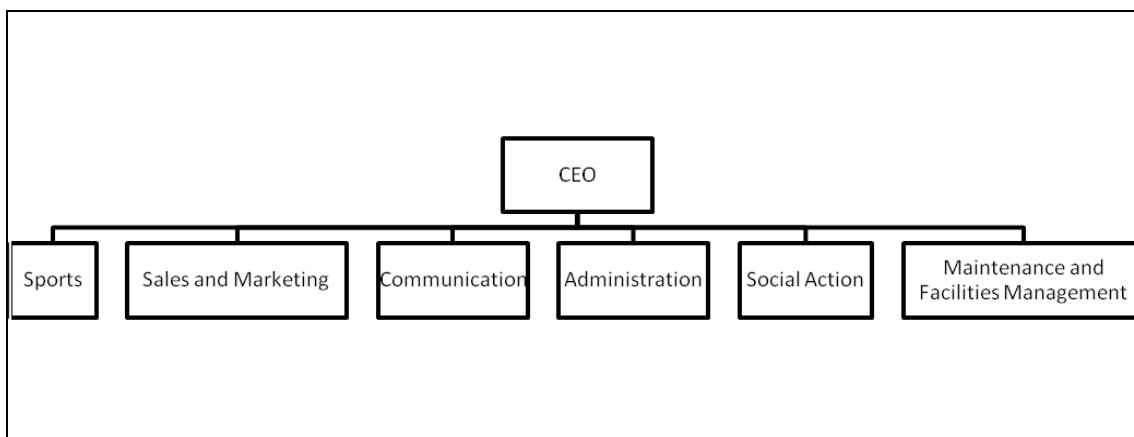 CEO
Sports
Sales and Marketing
Communication
Administration
Social Action
Maintenance and
Facilities Management